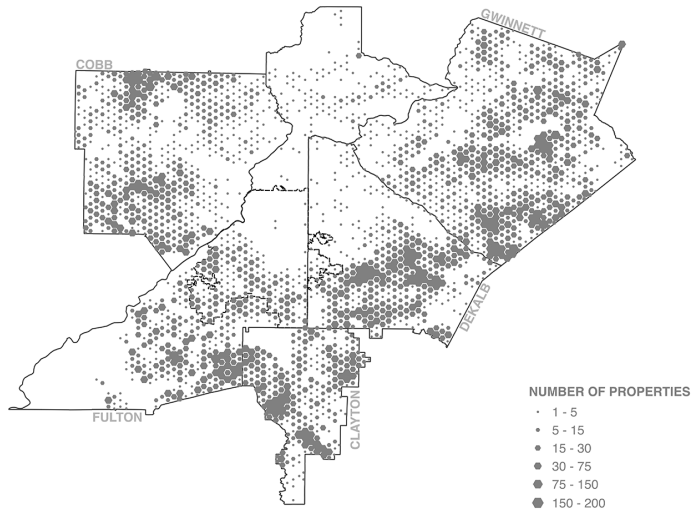 GWINNETT
COBB
DEKALB
NUMBER OF PROPERTIES
1 - 5
5 - 15
15 - 30
30 - 75
75 - 150
150 - 200
CLAYTON
FULTON